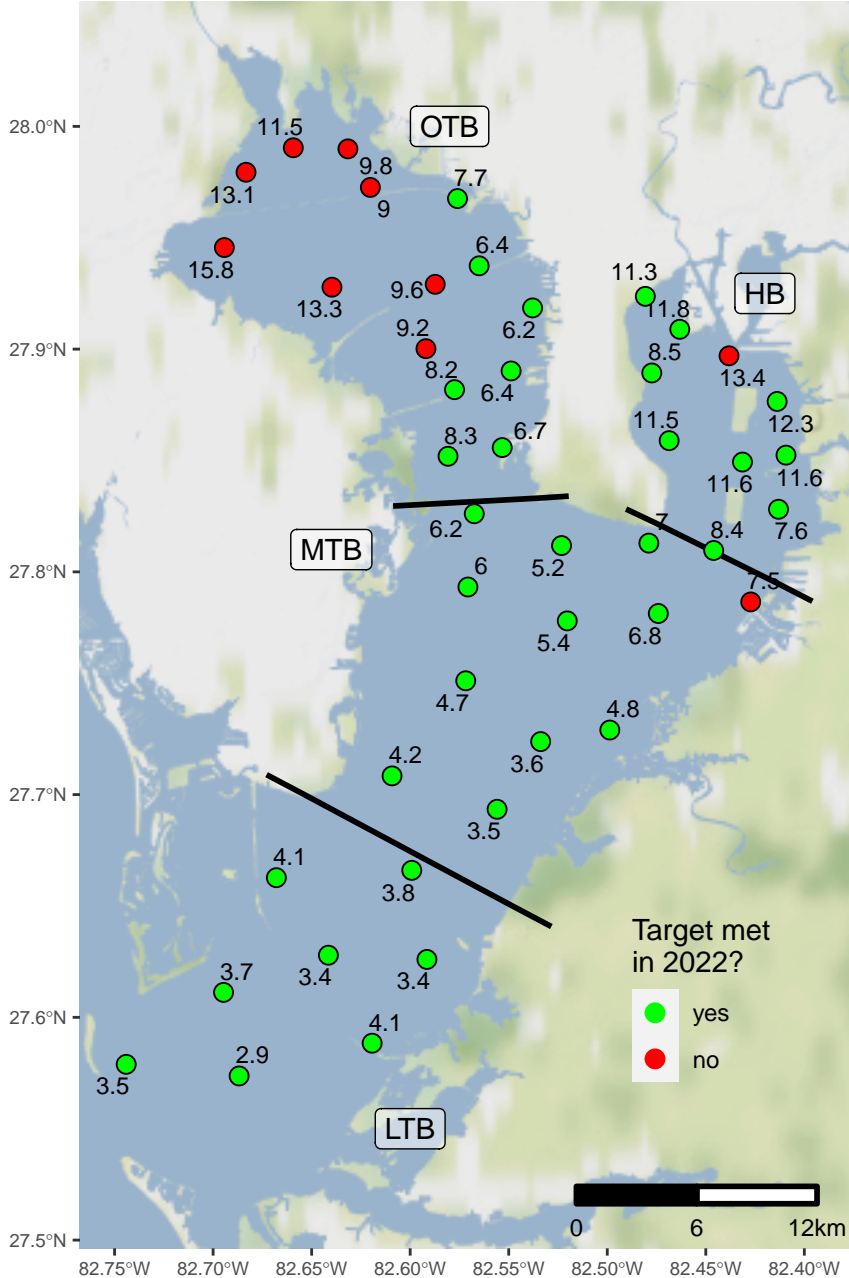 28.0°N
27.9°N
27.8°N
27.7°N
27.6°N
27.5°N
OTB
11.5
9.8
13.1
9
7.7
15.8
6.4
13.3
9.6
6.2
9.2
8.2
6.4
8.3
6.7
HB
11.3
11.8
8.5
13.4
12.3
11.5
11.6
11.6
7.6
8.4
MTB
6.2
7
5.2
7.5
6
5.4
6.8
4.7
4.8
3.6
4.2
3.5
4.1
3.8
3.4
3.4
3.7
4.1
3.5
2.9
LTB
Target met
in 2022?
yes
no
0 6 12km
82.75°W 82.70°W 82.65°W 82.60°W 82.55°W 82.50°W 82.45°W 82.40°W